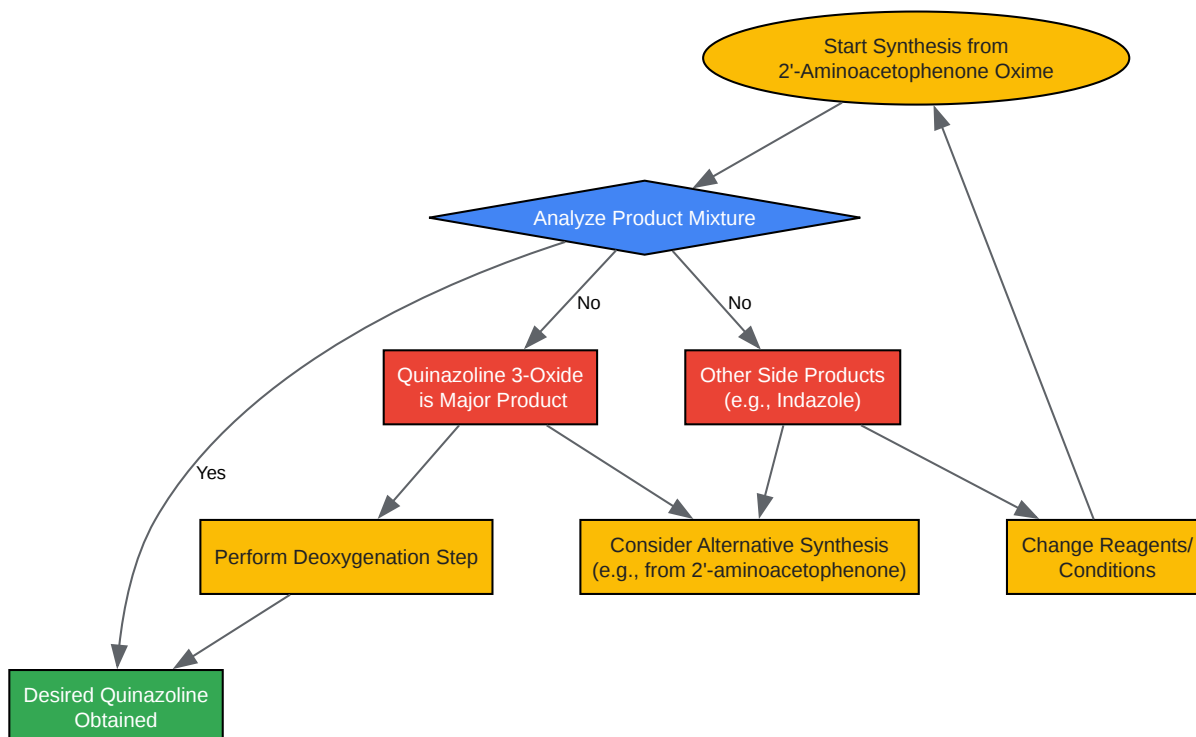 Start Synthesis from
2'-Aminoacetophenone Oxime
Analyze Product Mixture
No
No
Quinazoline 3-Oxide
is Major Product
Other Side Products
(e.g., Indazole)
Yes
Perform Deoxygenation Step
Consider Alternative Synthesis
(e.g., from 2'-aminoacetophenone)
Change Reagents/
Conditions
Desired Quinazoline
Obtained